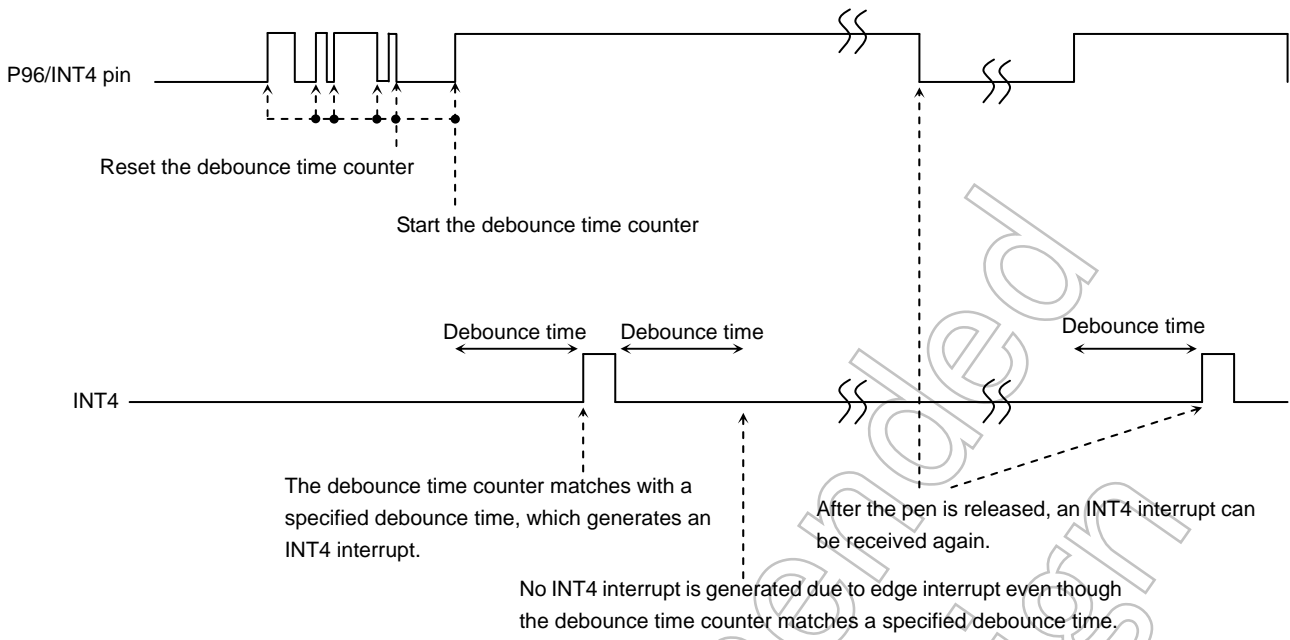 P96/INT4 pin
Reset the debounce time counter
Start the debounce time counter
Debounce time
Debounce time
Debounce time
INT4
The debounce time counter matches with a
specified debounce time, which generates an
INT4 interrupt.
After the pen is released, an INT4 interrupt can
be received again.
No INT4 interrupt is generated due to edge interrupt even though
the debounce time counter matches a specified debounce time.